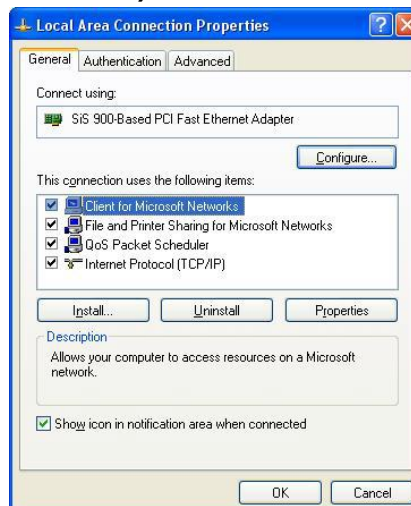 Local Area Connection Properties
General Authentication Advanced
Connect using:
SiS 900-Based PCI Fast Ethernet Adapter
Configure...
This connection uses the following items:
Client for Microsoft Networks
File and Printer Sharing for Microsoft Networks
QoS Packet Scheduler
Internet Protocol (TCP/IP)
Install... Uninstall Properties
Description
Allows your computer to access resources on a Microsoft
network.
Show icon in notification area when connected
OK Cancel